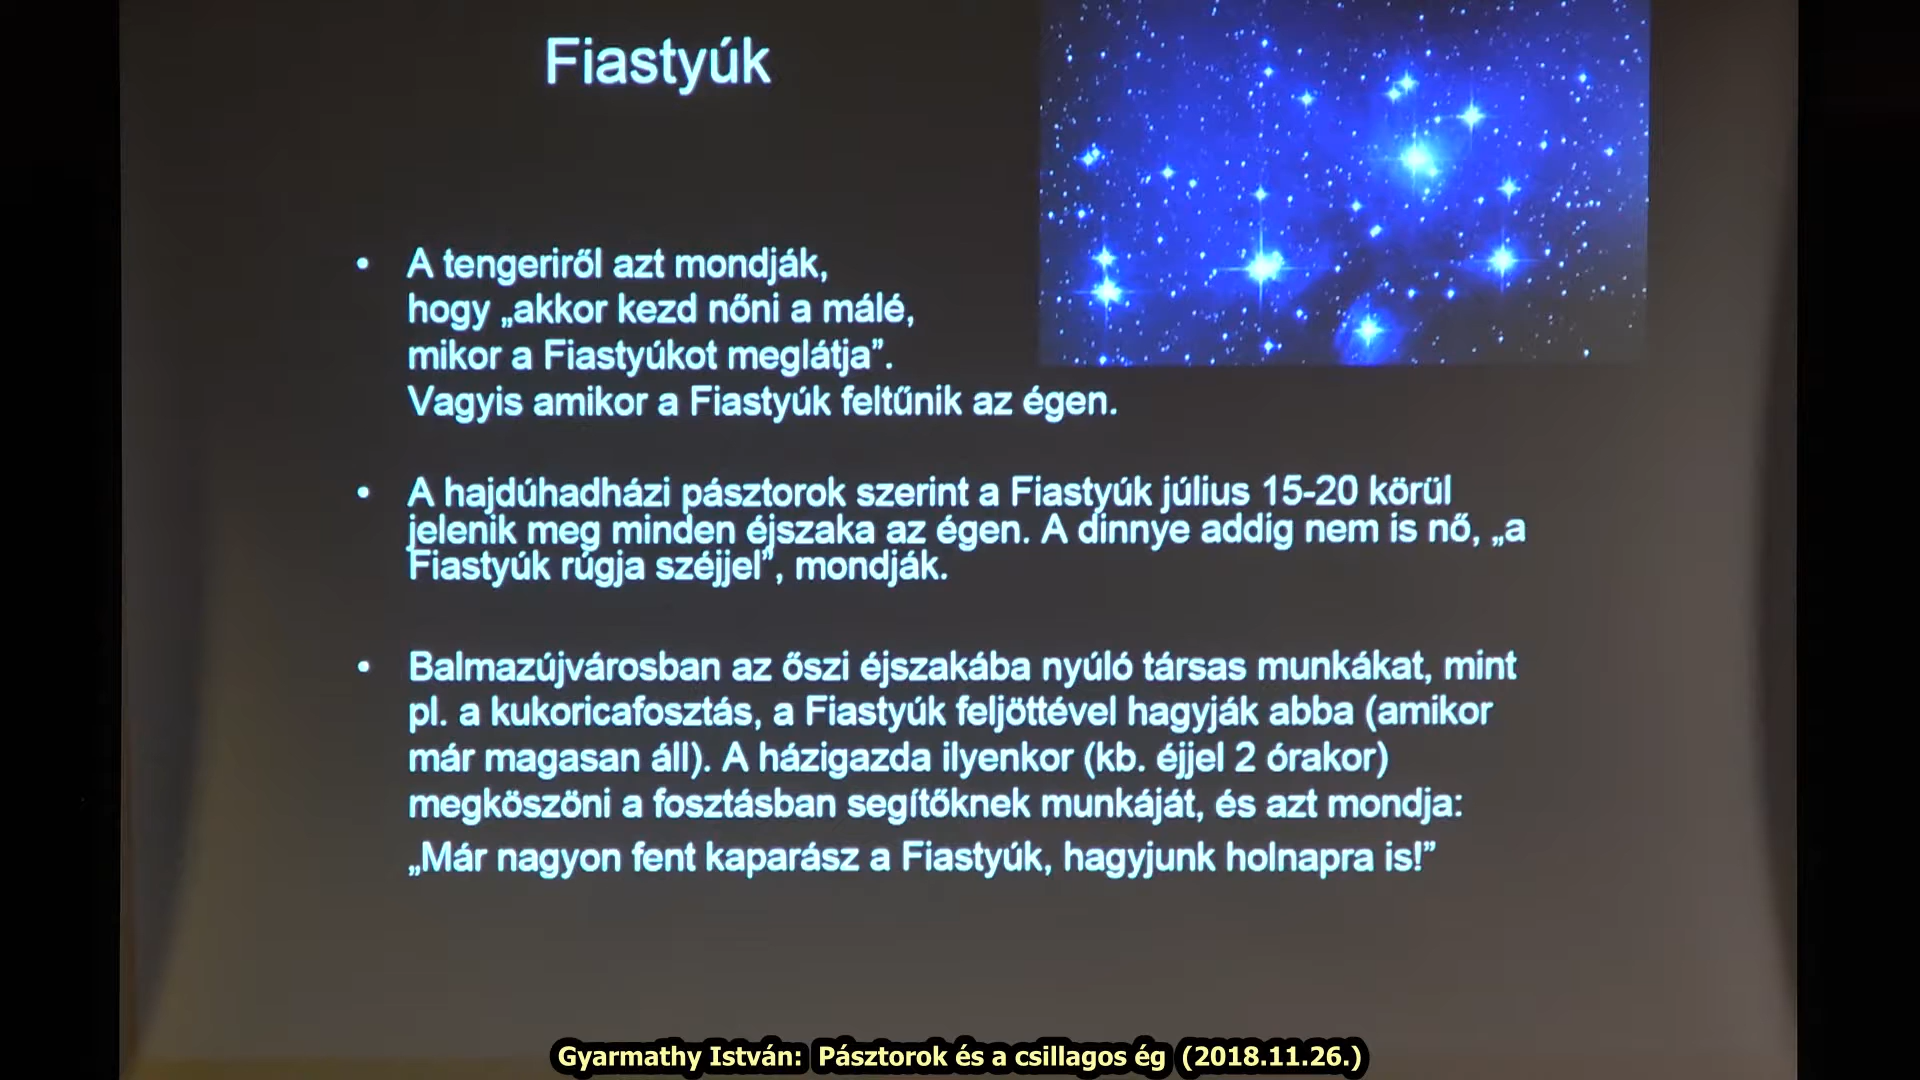 Fiastyúk
• A tengeriről azt mondják,
hogy „akkor kezd nőni a málé,
mikor a Fiastyúkot meglátja”.
Vagyis amikor a Fiastyúk feltűnik az égen.
• A hajdúhadházi pásztorok szerint a Fiastyúk július 15-20 körül
jelenik meg minden éjszaka az égen. A dinnye addig nem is nő, „a
Fiastyúk rúgja széjjel”, mondják.
• Balmazújvárosban az őszi éjszakába nyúló társas munkákat, mint
pl. a kukoricafosztás, a Fiastyúk feljöttével hagyják abba (amikor
már magasan áll). A házigazda ilyenkor (kb. éjjel 2 órakor)
megköszöni a fosztásban segítőknek munkáját, és azt mondja:
„Már nagyon fent kaparász a Fiastyúk, hagyjunk holnapra is!”
Gyarmathy István: Pásztorok és a csillagos ég (2018.11.26.)